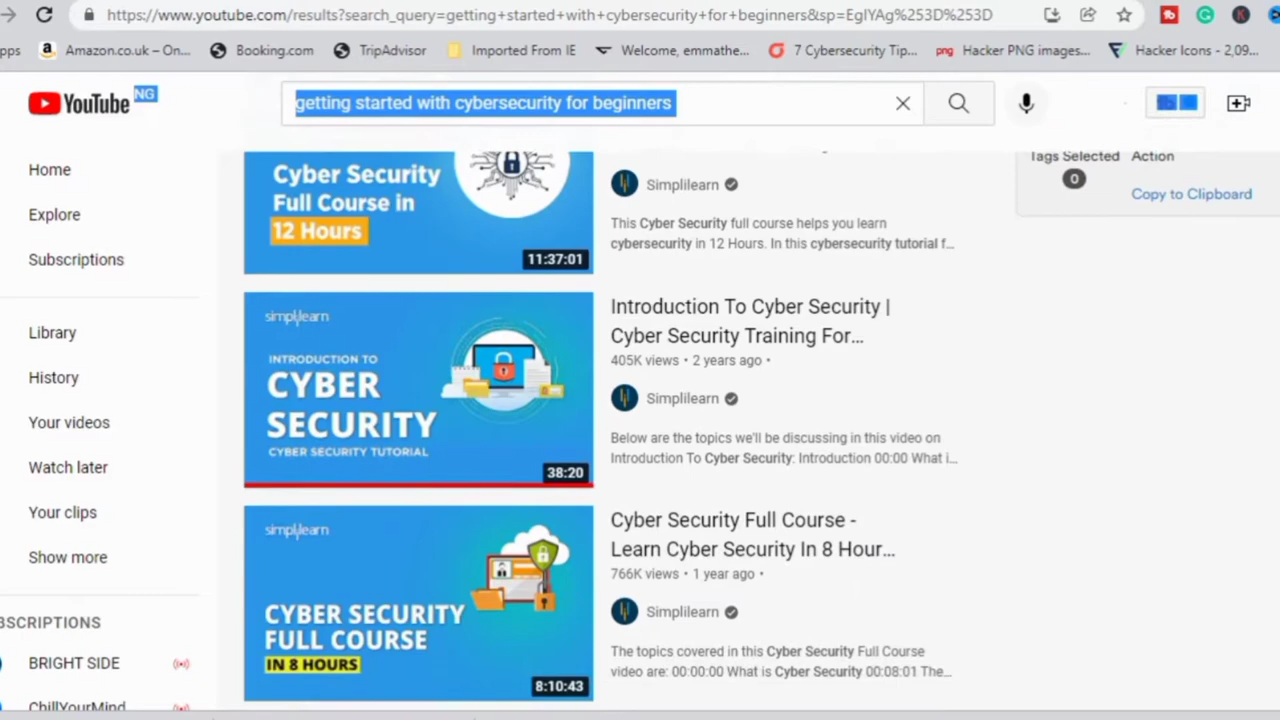 https://www.youtube.com/results?search_query=getting+started+with+cybersecurity+for+beginners&sp=EgIYAg%253D%253D
pps Amazon.co.uk – On... Booking.com TripAdvisor Imported From IE Welcome, emmathe... 7 Cybersecurity Tip... png Hacker PNG images... Hacker Icons - 2,09...
YouTube NG
getting started with cybersecurity for beginners
Home
Explore
Subscriptions
Library
History
Your videos
Watch later
Your clips
Show more
BSCRIPTIONS
BRIGHT SIDE
ChillYourMind
Cyber Security
Full Course in
12 Hours
11:37:01
Simplilearn
This Cyber Security full course helps you learn
cybersecurity in 12 Hours. In this cybersecurity tutorial f...
simplilearn
INTRODUCTION TO
CYBER
SECURITY
CYBER SECURITY TUTORIAL
38:20
Introduction To Cyber Security |
Cyber Security Training For...
405K views • 2 years ago •
Simplilearn
Below are the topics we'll be discussing in this video on
Introduction To Cyber Security: Introduction 00:00 What i...
simplilearn
CYBER SECURITY
FULL COURSE
IN 8 HOURS
8:10:43
Cyber Security Full Course -
Learn Cyber Security In 8 Hour...
766K views • 1 year ago •
Simplilearn
The topics covered in this Cyber Security Full Course
video are: 00:00:00 What is Cyber Security 00:08:01 The...
Tags Selected Action
0
Copy to Clipboard